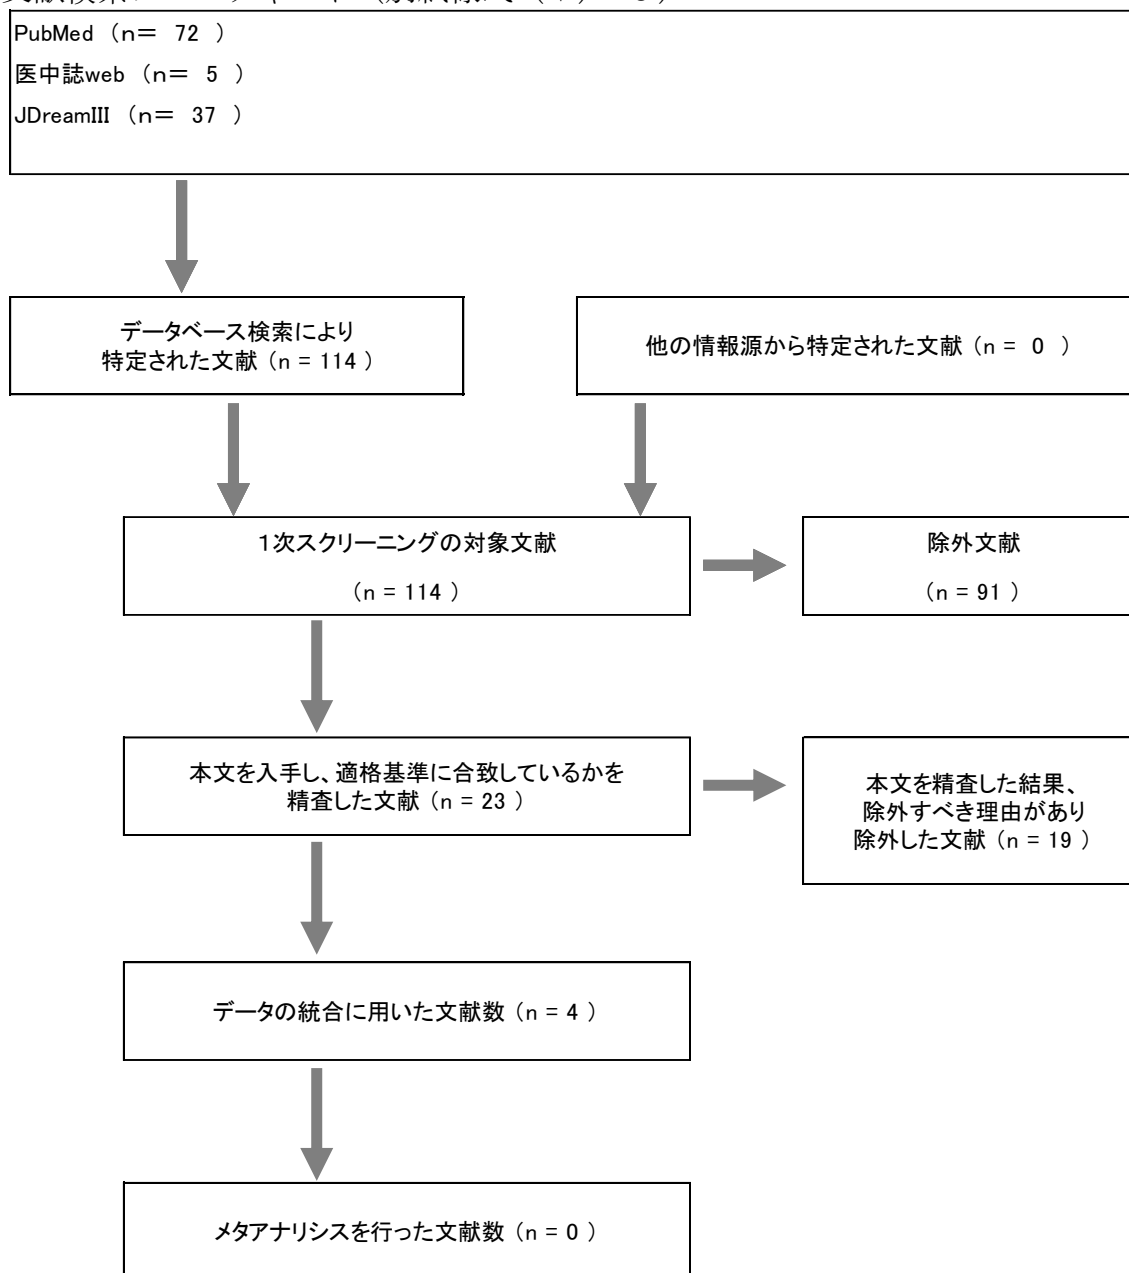 PubMed （n＝ 72 ）
医中誌web （n＝ 5 ）
JDreamIII （n＝ 37 ）
データベース検索により
特定された文献（n = 114 ）
他の情報源から特定された文献（n = 0 ）
1次スクリーニングの対象文献
（n = 114 ）
除外文献
（n = 91 ）
本文を入手し、適格基準に合致しているかを
精査した文献（n = 23 ）
本文を精査した結果、
除外すべき理由があり
除外した文献（n = 19 ）
データの統合に用いた文献数（n = 4 ）
メタアナリシスを行った文献数（n = 0 ）